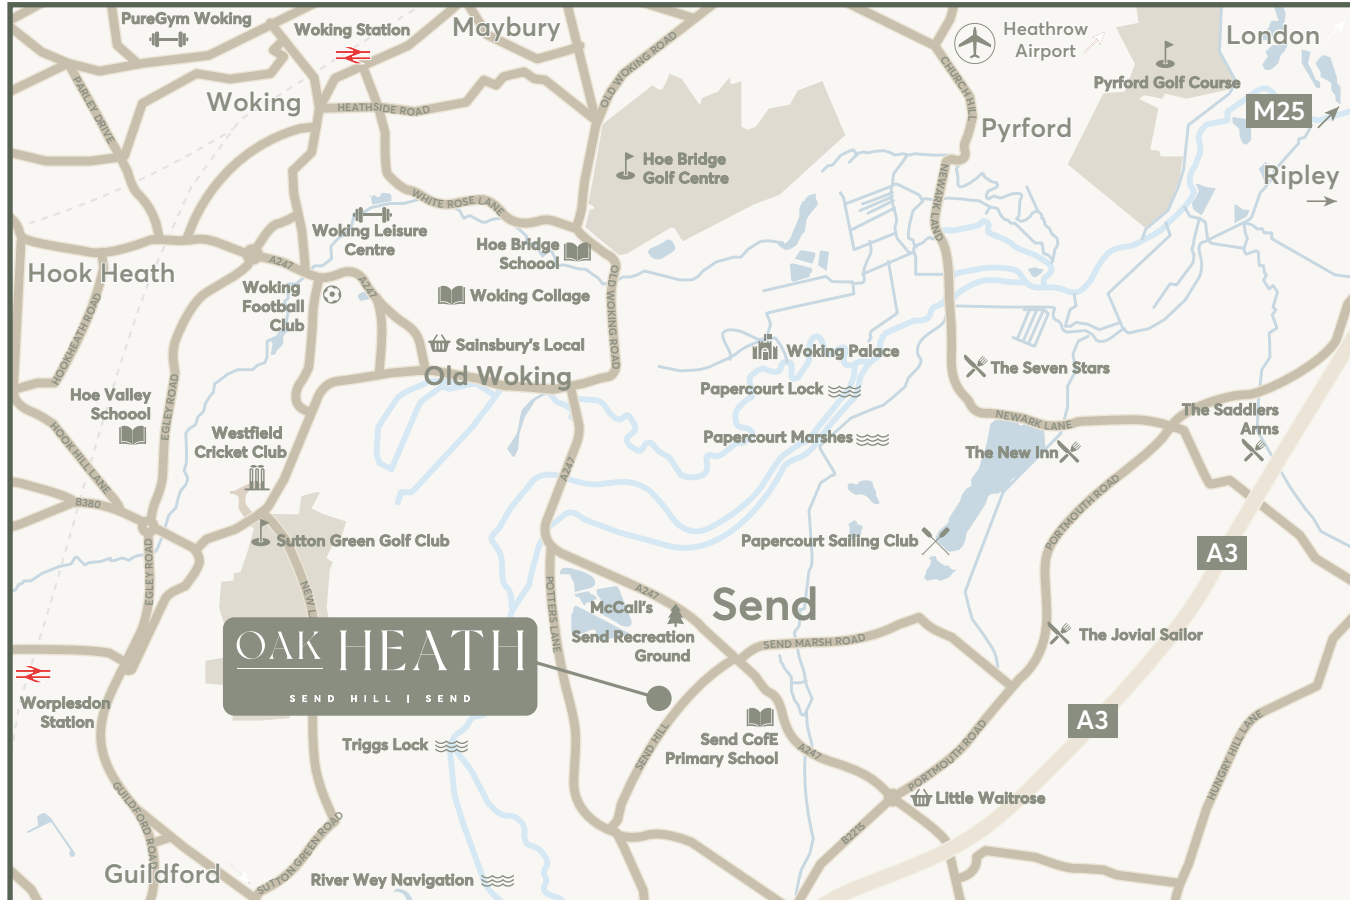 PureGym Woking
Woking Station
Maybury
Heathrow
Airport
London
Pyrford Golf Course
M25
Woking
PARLEY DRIVE
HEATHSIDE ROAD
OLD WOKING ROAD
CHURCH HILL
Pyrford
Hoe Bridge
Golf Centre
Ripley
WHITE ROSE LANE
NEWARK LAND
Woking Leisure
Centre
Hoe Bridge
Schoool
Hook Heath
A247
A247
Woking
Football
Club
Woking Collage
OLD WOKING ROAD
HOOKHEATH ROAD
Sainsbury's Local
Woking Palace
Old Woking
The Seven Stars
Papercourt Lock
Hoe Valley
Schoool
EGLEY ROAD
The Saddlers
Arms
NEWARK LANE
Westfield
Cricket Club
Papercourt Marshes
The New Inn
HOOK HILL LANE
A247
B380
PORTMOUTH ROAD
Sutton Green Golf Club
Papercourt Sailing Club
A3
EGLEY ROAD
NEW L
POTTERS LANE
A247
McCall's
Send
Send Recreation
Ground
SEND MARSH ROAD
The Jovial Sailor
OAK HEATH
SEND HILL | SEND
Worplesdon
Station
A3
Triggs Lock
SEND HILL
Send CofE
Primary School
A247
PORTMOUTH ROAD
HUNGRY HILL LANE
Little Waitrose
GUILDFORD ROAD
B2215
SUTTON GREEN ROAD
Guildford
River Wey Navigation